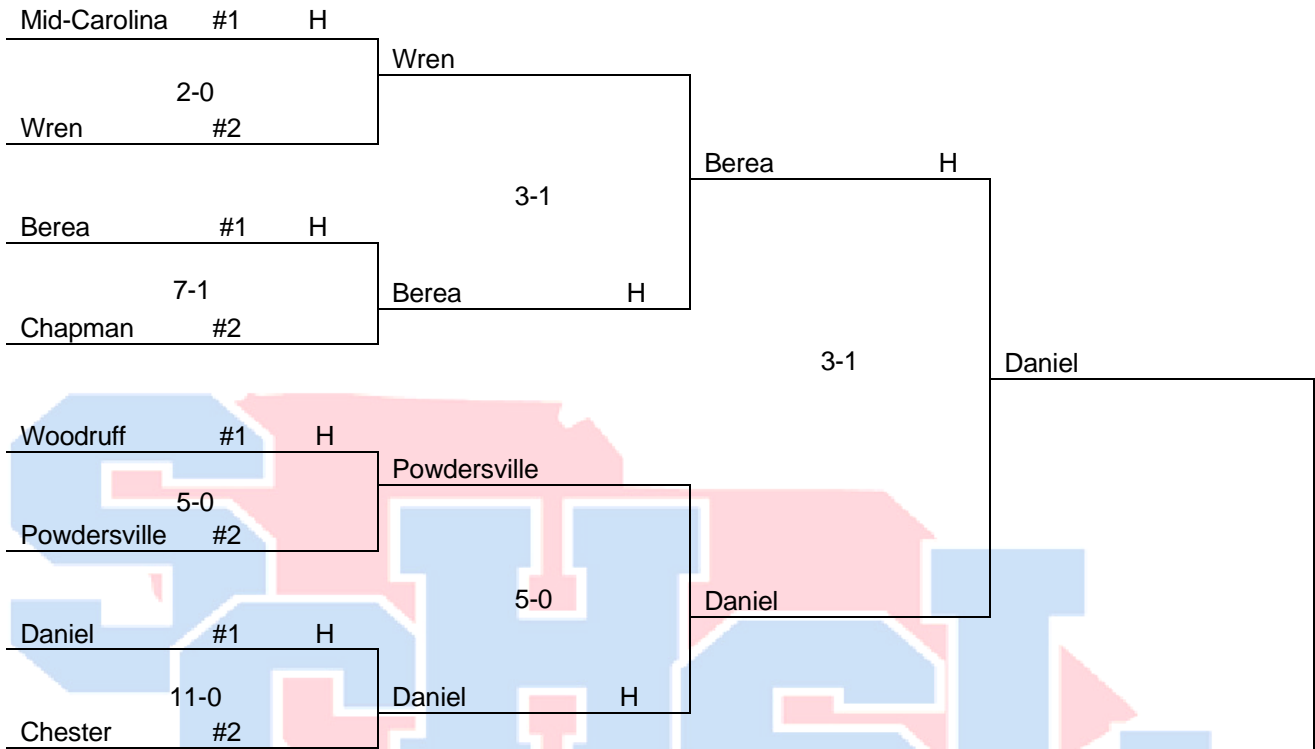 Mid-Carolina #1 H
Wren
2-0
Wren #2
Berea H
3-1
Berea #1 H
7-1
Berea H
Chapman #2
3-1
Daniel
Woodruff #1 H
Powdersville
5-0
Powdersville #2
5-0
Daniel
Daniel #1 H
11-0
Daniel H
Chester #2
SCHSL